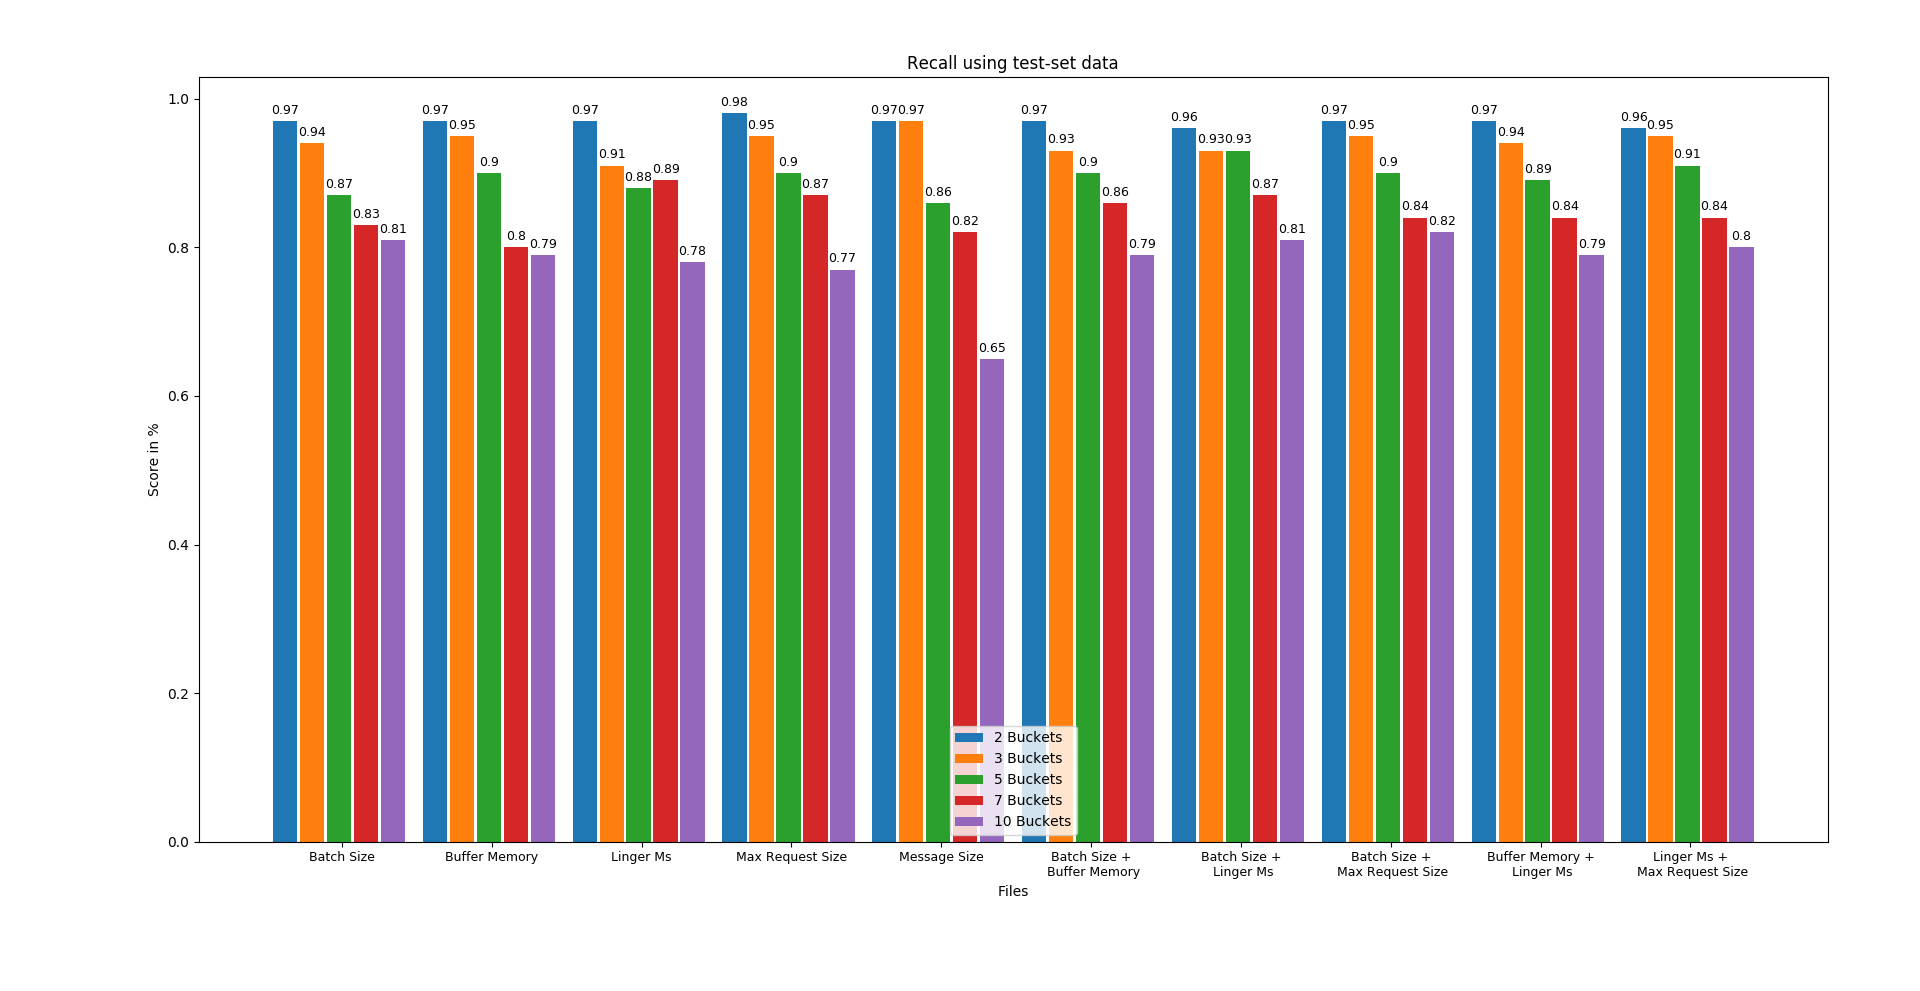 Recall using test-set data
1.0
0.8
0.6
0.4
0.2
0.0
Score in %
0.97 0.94 0.87 0.83 0.81
0.97 0.95 0.9 0.8 0.79
0.97 0.91 0.88 0.89 0.78
0.98 0.95 0.9 0.87 0.77
0.97 0.97 0.86 0.82 0.65
0.97 0.93 0.9 0.86 0.79
0.96 0.93 0.93 0.87 0.81
0.97 0.95 0.9 0.84 0.82
0.97 0.94 0.89 0.84 0.79
0.96 0.95 0.91 0.84 0.8
2 Buckets
3 Buckets
5 Buckets
7 Buckets
10 Buckets
Batch Size
Buffer Memory
Linger Ms
Max Request Size
Message Size
Batch Size +
Buffer Memory
Batch Size +
Linger Ms
Batch Size +
Max Request Size
Buffer Memory +
Linger Ms
Linger Ms +
Max Request Size
Files